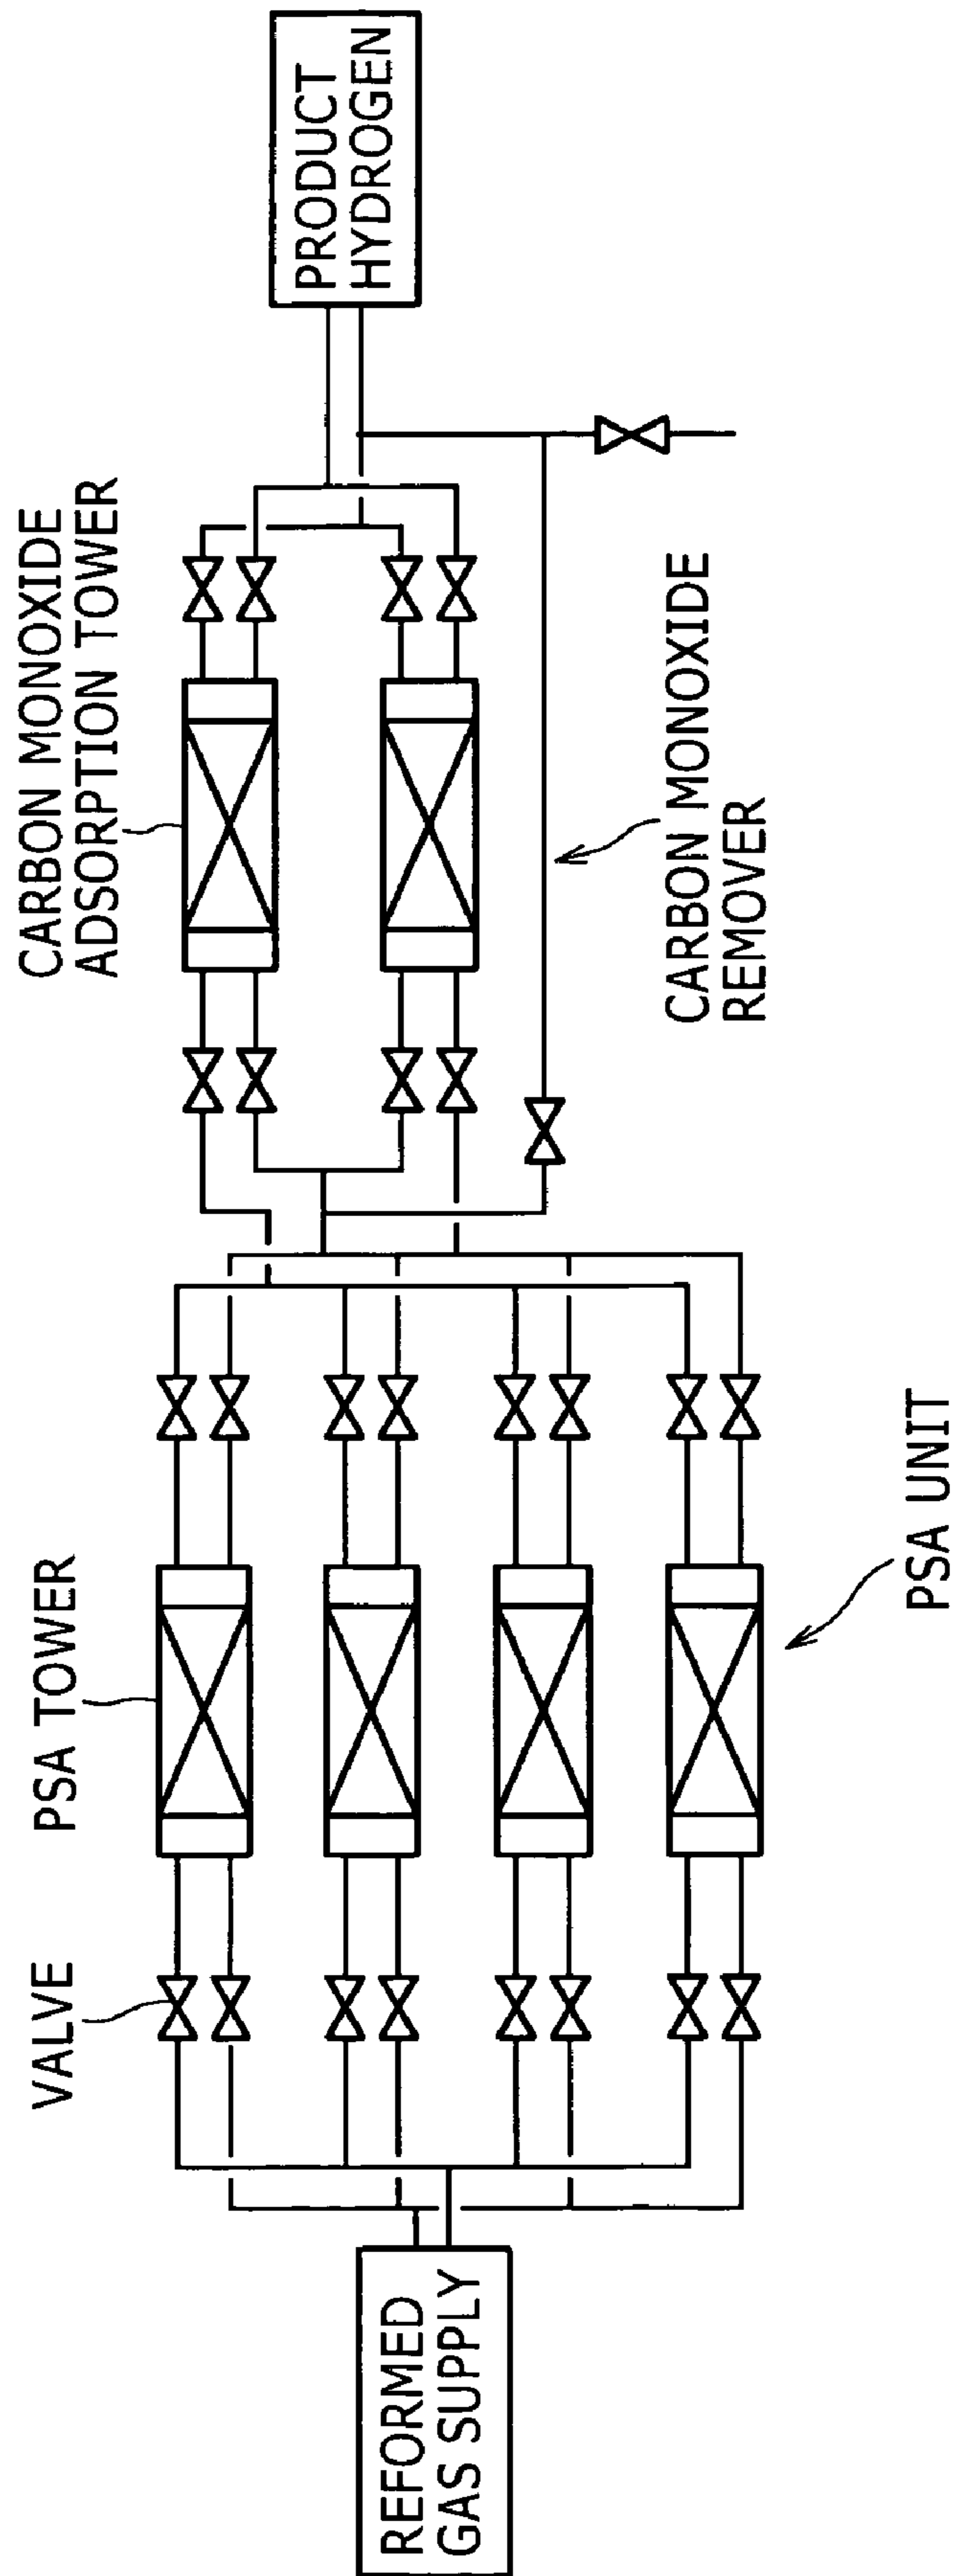 REFORMED
GAS SUPPLY
VALVE
PSA TOWER
PSA UNIT
CARBON MONOXIDE
ADSORPTION TOWER
CARBON MONOXIDE
REMOVER
PRODUCT
HYDROGEN